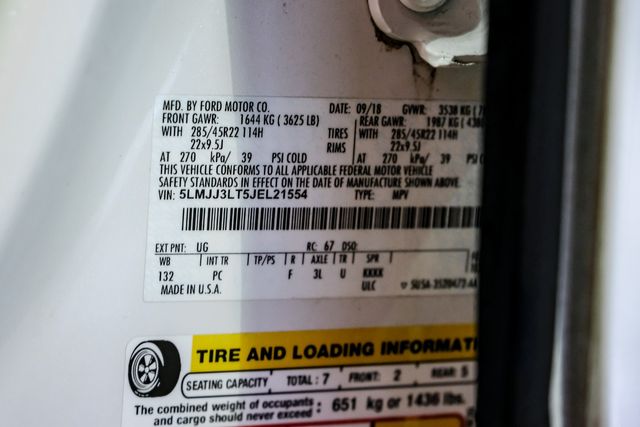 MFD. BY FORD MOTOR CO. DATE: 09/18 GVWR: 3538 KG
FRONT GAWR: 1644 KG ( 3625 LB) REAR GAWR: 1987 KG
WITH 285/45R22 114H TIRES WITH 285/45R22 114H
22x9.5J RIMS 22x9.5J
AT 270 kPa/ 39 PSI COLD AT 270 kPa/ 39 PSI
THIS VEHICLE CONFORMS TO ALL APPLICABLE FEDERAL MOTOR VEHICLE
SAFETY STANDARDS IN EFFECT ON THE DATE OF MANUFACTURE SHOWN ABOVE.
VIN: 5LMJJ3LT5JEL21554 TYPE: MPV
EXT PNT: UG RC: 67 DSO:
WB INT TR TP/PS R AXLE TR SPR
132 PC F 3L U KKKK
MADE IN U.S.A. ULC
TIRE AND LOADING INFORMAT
SEATING CAPACITY TOTAL: 7 FRONT: 2 REAR: 5
The combined weight of occupants and cargo should never exceed: 651 kg or 1436 lbs.